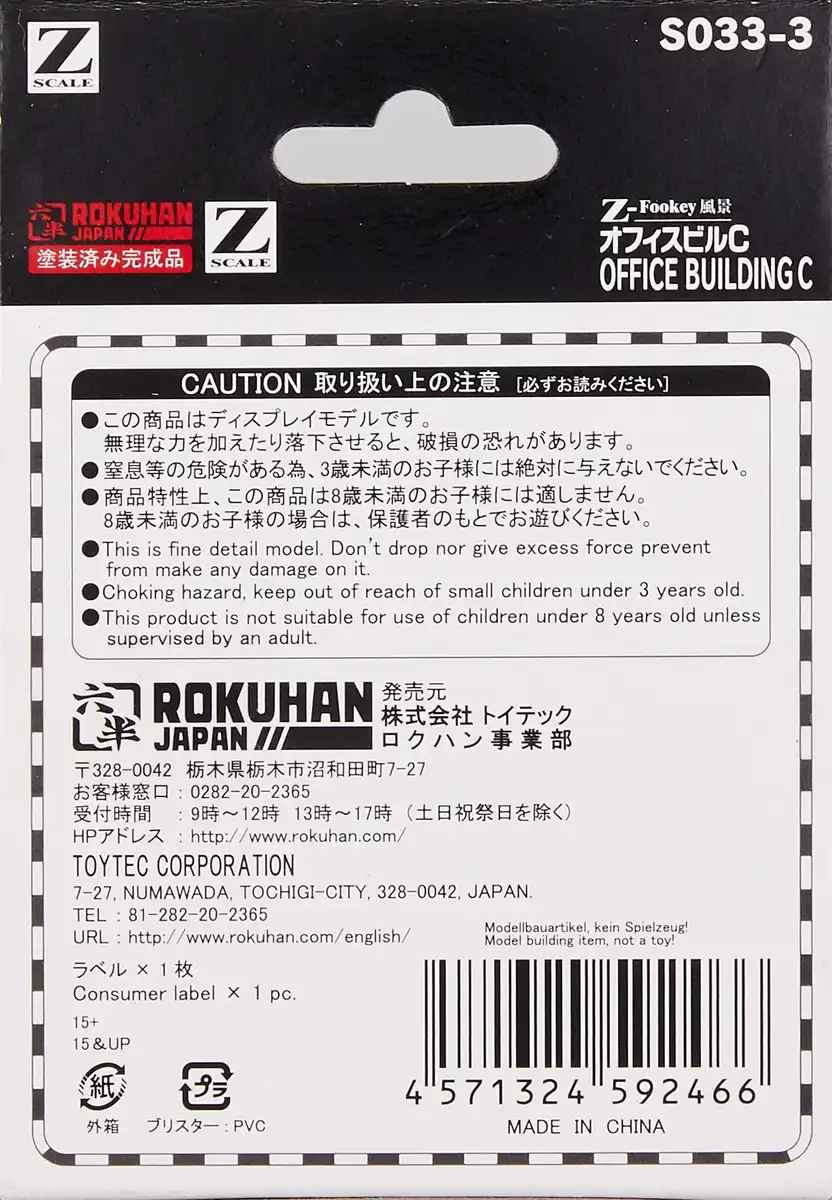 Z
SCALE
S033-3
六半 ROKUHAN
JAPAN
塗装済み完成品
Z
SCALE
Z-Fookey 風景
オフィスビルC
OFFICE BUILDING C
CAUTION 取り扱い上の注意 [必ずお読みください]
●この商品はディスプレイモデルです。
無理な力を加えたり落下させると、破損の恐れがあります。
●窒息等の危険がある為、3歳未満のお子様には絶対に与えないでください。
●商品特性上、この商品は8歳未満のお子様には適しません。
8歳未満のお子様の場合は、保護者のもとでお遊びください。
●This is fine detail model. Don't drop nor give excess force prevent
from make any damage on it.
●Choking hazard, keep out of reach of small children under 3 years old.
●This product is not suitable for use of children under 8 years old unless
supervised by an adult.
六半 ROKUHAN
JAPAN
発売元
株式会社 トイテック
ロクハン事業部
〒328-0042 栃木県栃木市沼和田町7-27
お客様窓口 : 0282-20-2365
受付時間 : 9時～12時 13時～17時 (土日祝祭日を除く)
HPアドレス : http://www.rokuhan.com/
TOYTEC CORPORATION
7-27, NUMAWADA, TOCHIGI-CITY, 328-0042, JAPAN.
TEL : 81-282-20-2365
URL : http://www.rokuhan.com/english/
Modellbauartikel, kein Spielzeug!
Model building item, not a toy!
ラベル × 1 枚
Consumer label × 1 pc.
15+
15&UP
紙
外箱
プラ
ブリスター : PVC
4 571324 592466
MADE IN CHINA